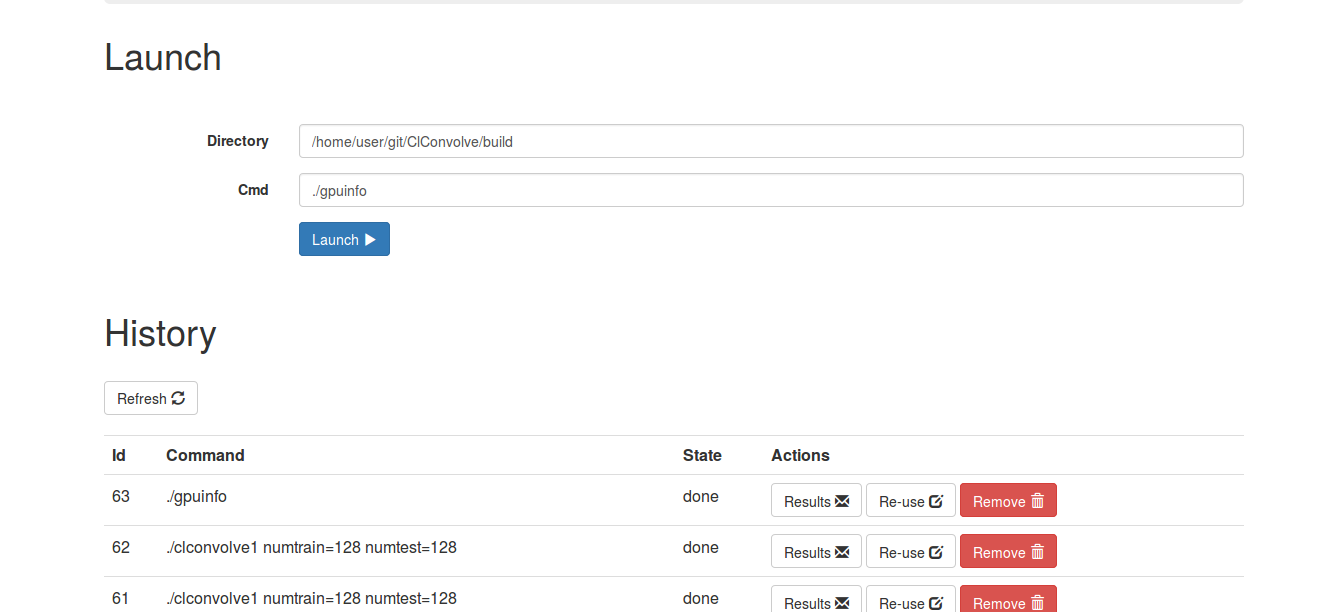 Launch
Directory /home/user/git/ClConvolve/build
Cmd ./gpuinfo
Launch
History
Refresh
Id Command State Actions
63 ./gpuinfo done Results Re-use Remove
62 ./clconvolve1 numtrain=128 numtest=128 done Results Re-use Remove
61 ./clconvolve1 numtrain=128 numtest=128 done Results Re-use Remove